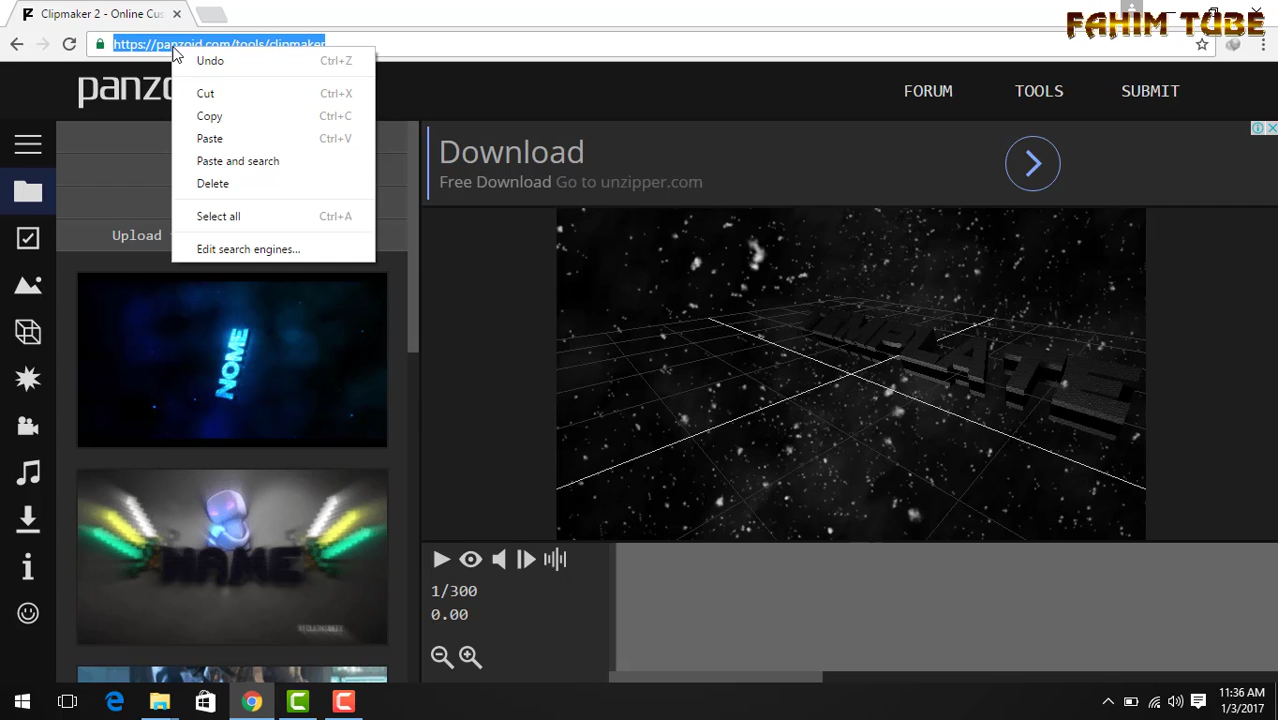 Clipmaker 2 - Online Cus
FAHIM TUBE
https://panzoid.com/tools/clipmaker
Undo Ctrl+Z
Cut Ctrl+X
Copy Ctrl+C
Paste Ctrl+V
Paste and search
Delete
Select all Ctrl+A
Edit search engines...
panzo
FORUM TOOLS SUBMIT
Download
Free Download Go to unzipper.com
Upload
NOME
NAME
TEMPLATE
1/300
0.00
11:36 AM
1/3/2017